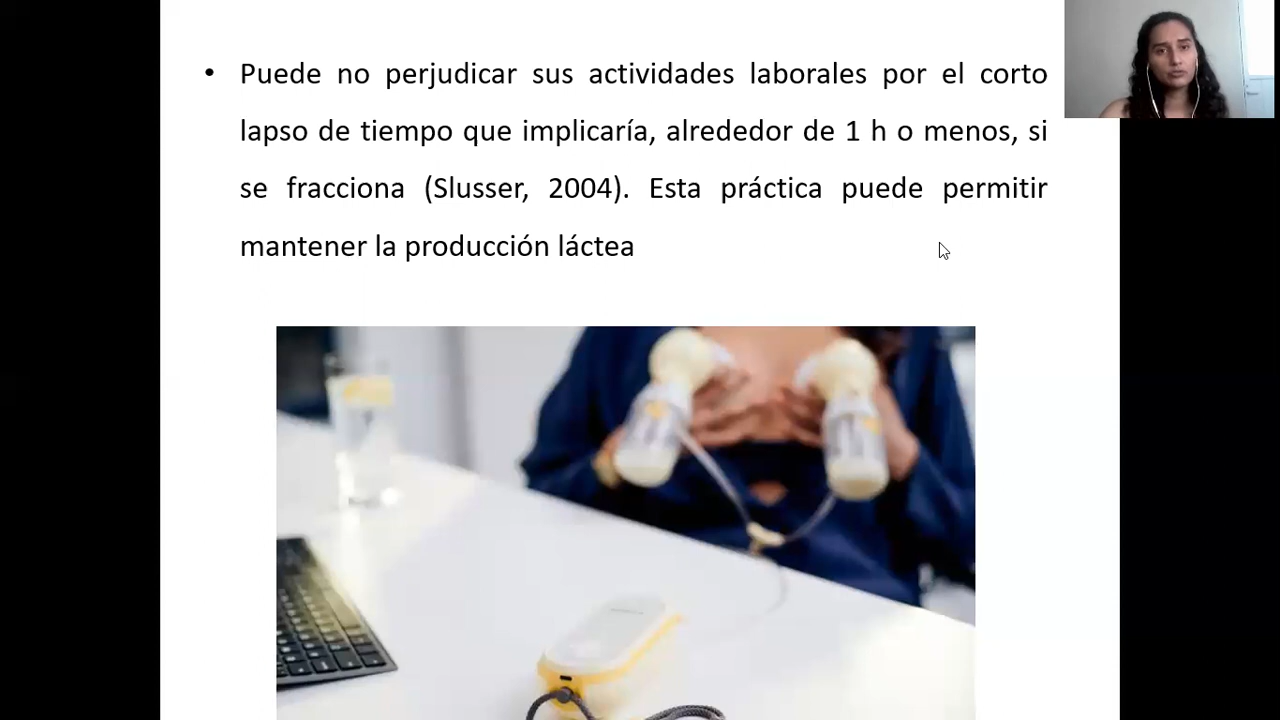 • Puede no perjudicar sus actividades laborales por el corto
lapso de tiempo que implicaría, alrededor de 1 h o menos, si
se fracciona (Slusser, 2004). Esta práctica puede permitir
mantener la producción láctea